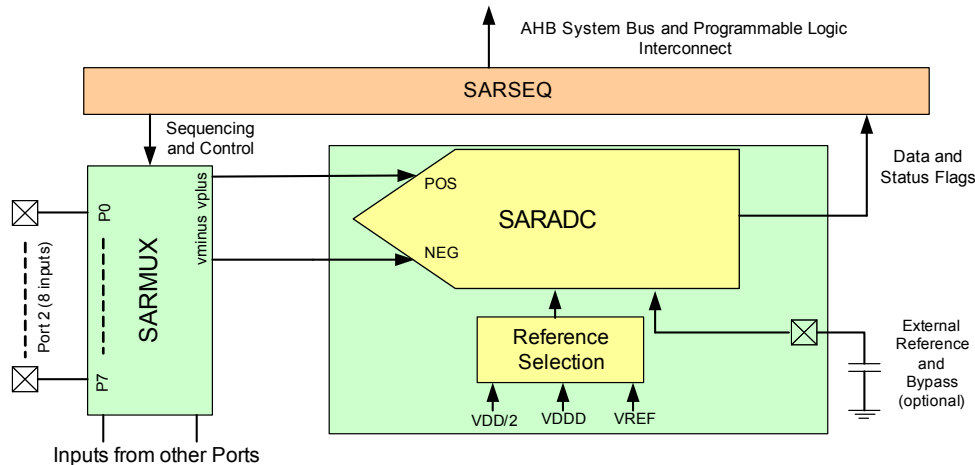 AHB System Bus and Programmable Logic
Interconnect
SARSEQ
Sequencing
and Control
Data and
Status Flags
vminus vplus
POS
NEG
SARADC
P0
P7
Port 2 (8 inputs)
SARMUX
Reference
Selection
VDD/2
VDDD
VREF
External
Reference
and
Bypass
(optional)
Inputs from other Ports